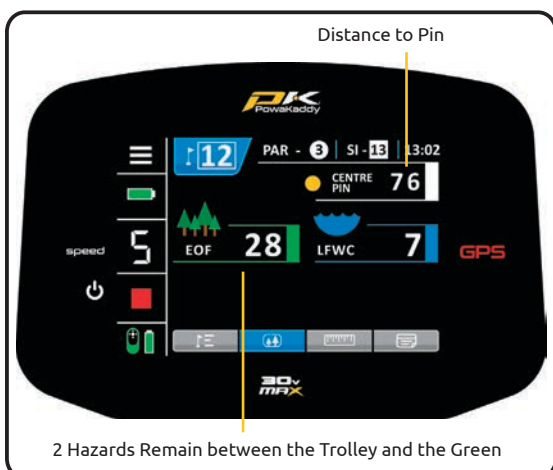 Distance to Pin
PK
PowaKaddy
12 PAR - 3 SI - 13 13:02
CENTRE PIN 76
EOF 28 LFWC 7
speed 5 GPS
30v
MAX
2 Hazards Remain between the Trolley and the Green